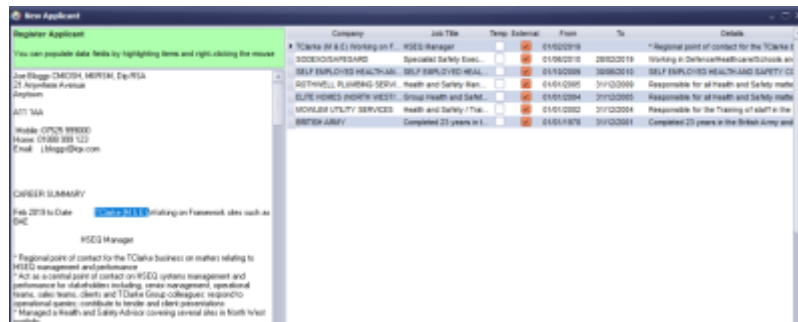 New Applicant
Register Applicant
You can populate data fields by highlighting items and right-clicking the mouse
Joe Bloggs CMIOSH, MIIRSM, Dip RSA
21 Anywhere Avenue
Anytown
AT1 1AA
Mobile: 07525 999000
Home: 01988 999 123
Email:
CAREER SUMMARY
Feb 2019 to Date TClarke (M & E) Working on Framework sites such as
BAE
HSEQ Manager
* Regional point of contact for the TClarke business on matters relating to
HSEQ management and performance
* Act as a central point of contact on HSEQ systems management and
performance for stakeholders including, senior management, operational
teams, sales teams, clients and TClarke Group colleagues; respond to
operational queries; contribute to tender and client presentations
* Managed a Health and Safety Advisor covering several sites in North West
portfolio
Company Job Title Temp External From To Details
TClarke (M & E) Working on F... HSEQ Manager 01/02/2019 * Regional point of contact for the TClarke b
SODEXO/SAFEGARD Specialist Safety Exec... 01/06/2010 28/02/2019 Working in Defence/Healthcare/Schools an
SELF EMPLOYED HEALTH AN... SELF EMPLOYED HEAL... 01/10/2009 30/06/2010 SELF EMPLOYED HEALTH AND SAFETY CO
ROTHWELL PLUMBING SERVI... Health and Safety Man... 01/01/2005 31/12/2009 Responsible for all Health and Safety matte
ELITE HOMES (NORTH WEST)... Group Health and Safet... 01/01/2004 31/12/2005 Responsible for all Health and Safety matte
MOWLEM UTILITY SERVICES Health and Safety / Trai... 01/01/2002 31/12/2004 Responsible for the Training of staff in the
BRITISH ARMY Completed 23 years in t... 01/01/1978 31/12/2001 Completed 23 years in the British Army and